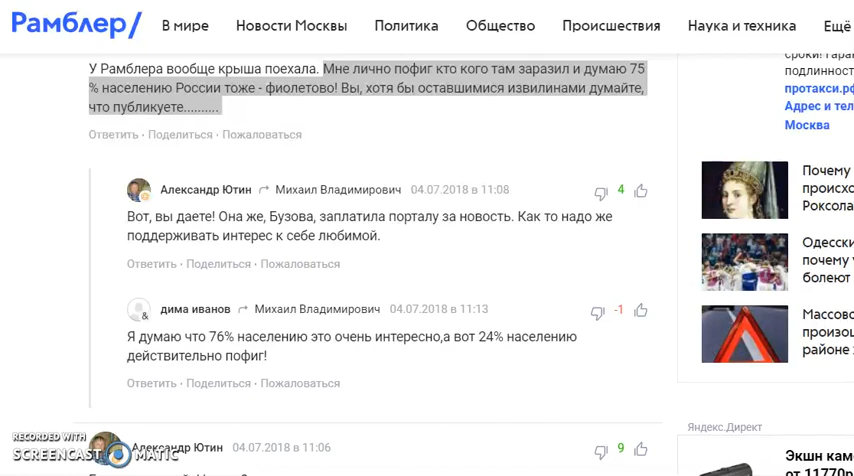 Рамблер/
В мире
Новости Москвы
Политика
Общество
Происшествия
Наука и техника
Ещё
У Рамблера вообще крыша поехала. Мне лично пофиг кто кого там заразил и думаю 75
% населению России тоже - фиолетово! Вы, хотя бы оставшимися извилинами думайте,
что публикуете..........
Ответить · Поделиться · Пожаловаться
Александр Ютин Михаил Владимирович 04.07.2018 в 11:08
4
Вот, вы даете! Она же, Бузова, заплатила порталу за новость. Как то надо же
поддерживать интерес к себе любимой.
Ответить · Поделиться · Пожаловаться
дима иванов Михаил Владимирович 04.07.2018 в 11:13
-1
Я думаю что 76% населению это очень интересно,а вот 24% населению
действительно пофиг!
Ответить · Поделиться · Пожаловаться
Александр Ютин 04.07.2018 в 11:06
9
подлинност
протакси.рф
Адрес и тел
Москва
Почему
происхо
Роксола
Одесски
почему у
болеют
Массово
произош
районе
Яндекс.Директ
Экшн кам
от 11770р
RECORDED WITH
SCREENCAST MATIC